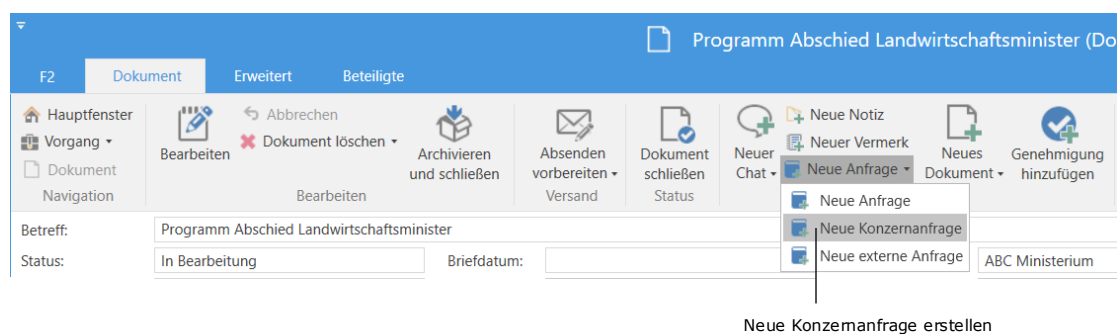 Programm Abschied Landwirtschaftsminister (Do
F2 Dokument Erweitert Beteiligte
Hauptfenster
Vorgang
Dokument
Navigation
Bearbeiten
Abbrechen
Dokument löschen
Archivieren
und schließen
Bearbeiten
Absenden
vorbereiten
Versand
Dokument
schließen
Status
Neuer
Chat
Neue Notiz
Neuer Vermerk
Neue Anfrage
Neues
Dokument
Genehmigung
hinzufügen
Neue Anfrage
Neue Konzernanfrage
Neue externe Anfrage
Betreff: Programm Abschied Landwirtschaftsminister
Status: In Bearbeitung Briefdatum: ABC Ministerium
Neue Konzernanfrage erstellen